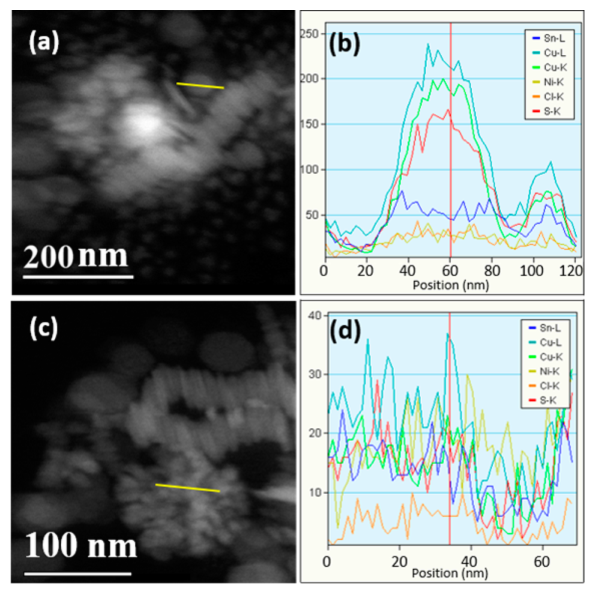 (a)
200 nm
(b)
250
200
150
100
50
0
20
40
60
80
100
120
Position (nm)
Sn-L
Cu-L
Cu-K
Ni-K
Cl-K
S-K
(c)
100 nm
(d)
40
30
20
10
0
20
40
60
Position (nm)
Sn-L
Cu-L
Cu-K
Ni-K
Cl-K
S-K